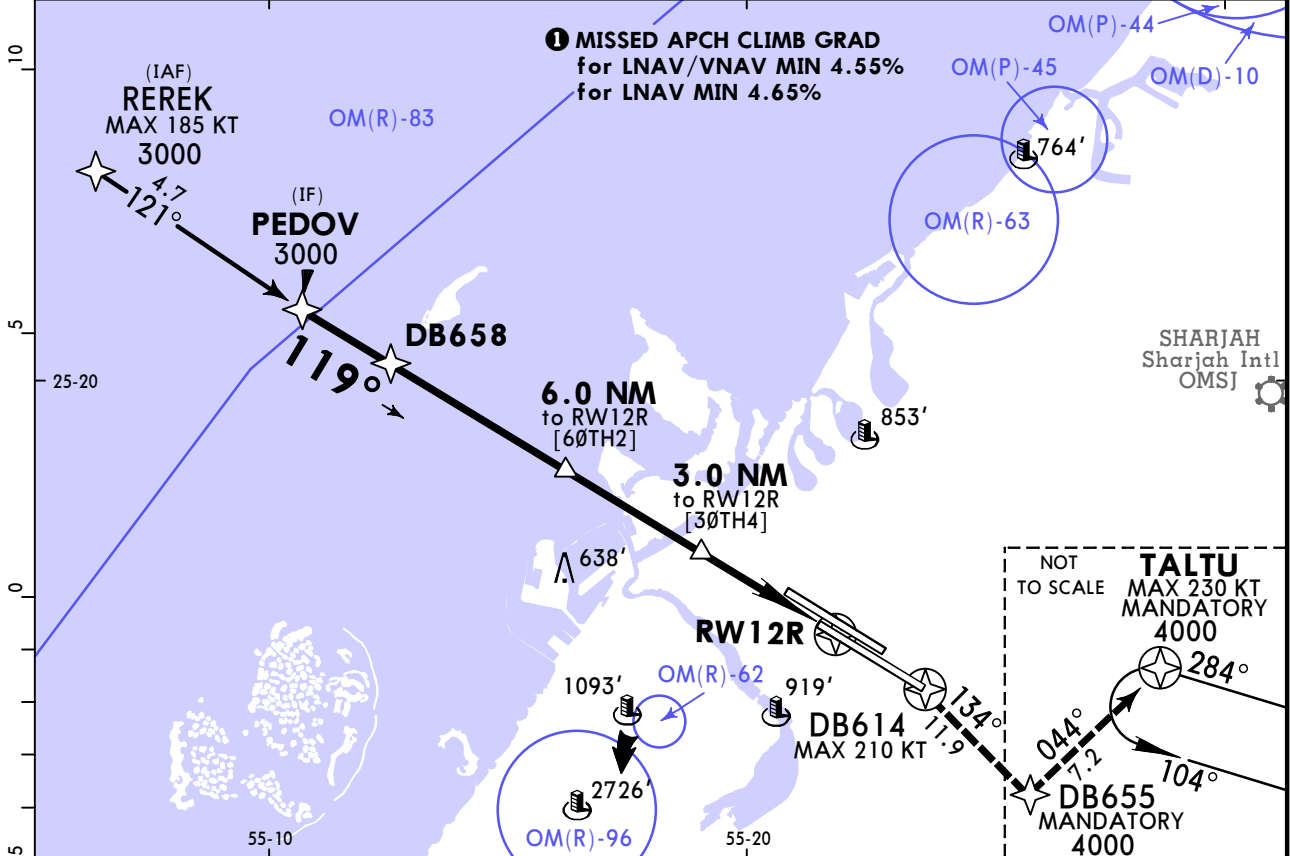 10
5
0
5
(IAF)
REREK
MAX 185 KT
3000
4.7
121°
(IF)
PEDOV
3000
OM(R)-83
❶ MISSED APCH CLIMB GRAD
for LNAV/VNAV MIN 4.55%
for LNAV MIN 4.65%
OM(P)-44
OM(P)-45
OM(D)-10
764'
OM(R)-63
SHARJAH
Sharjah Intl
OMSJ
DB658
119°
25-20
6.0 NM
to RW12R
[6ØTH2]
853'
3.0 NM
to RW12R
[3ØTH4]
638'
RW12R
OM(R)-62
1093'
919'
DB614
MAX 210 KT
134°
11.9
2726'
OM(R)-96
NOT
TO SCALE
TALTU
MAX 230 KT
MANDATORY
4000
284°
044°
7.2
104°
DB655
MANDATORY
4000
55-10
55-20